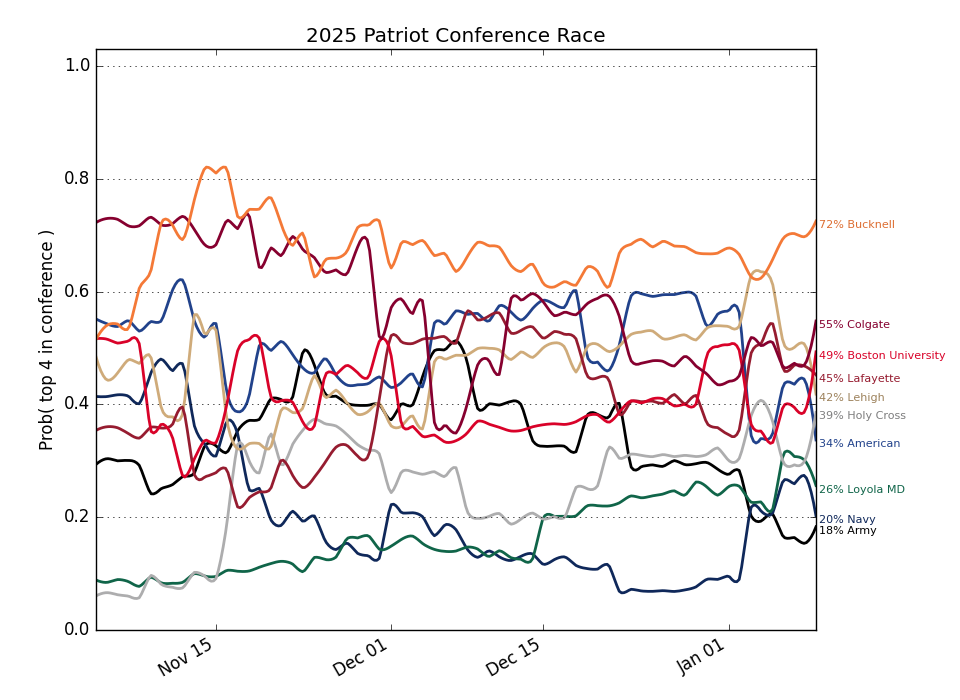 2025 Patriot Conference Race
Prob( top 4 in conference )
1.0
0.8
0.6
0.4
0.2
0.0
Nov 15
Dec 01
Dec 15
Jan 01
72% Bucknell
55% Colgate
49% Boston University
45% Lafayette
42% Lehigh
39% Holy Cross
34% American
26% Loyola MD
20% Navy
18% Army